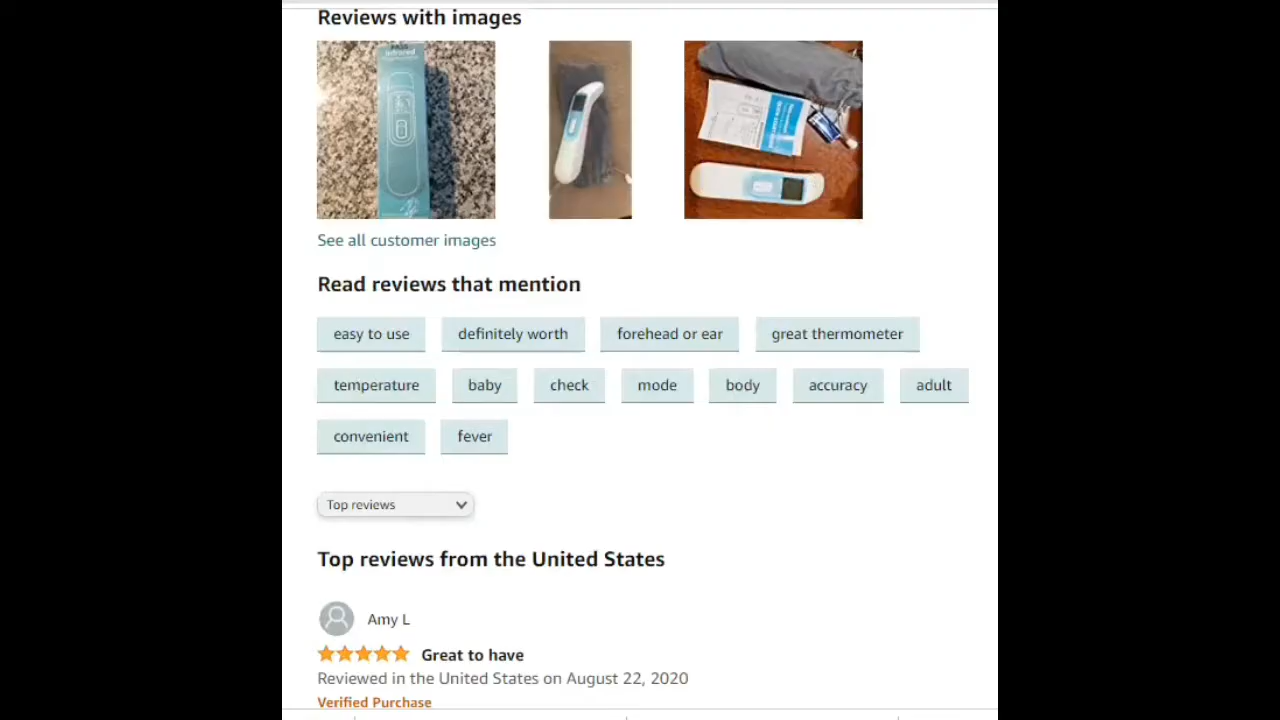 Reviews with images
Infrared
See all customer images
Read reviews that mention
easy to use definitely worth forehead or ear great thermometer
temperature baby check mode body accuracy adult
convenient fever
Top reviews
Top reviews from the United States
Amy L
Great to have
Reviewed in the United States on August 22, 2020
Verified Purchase